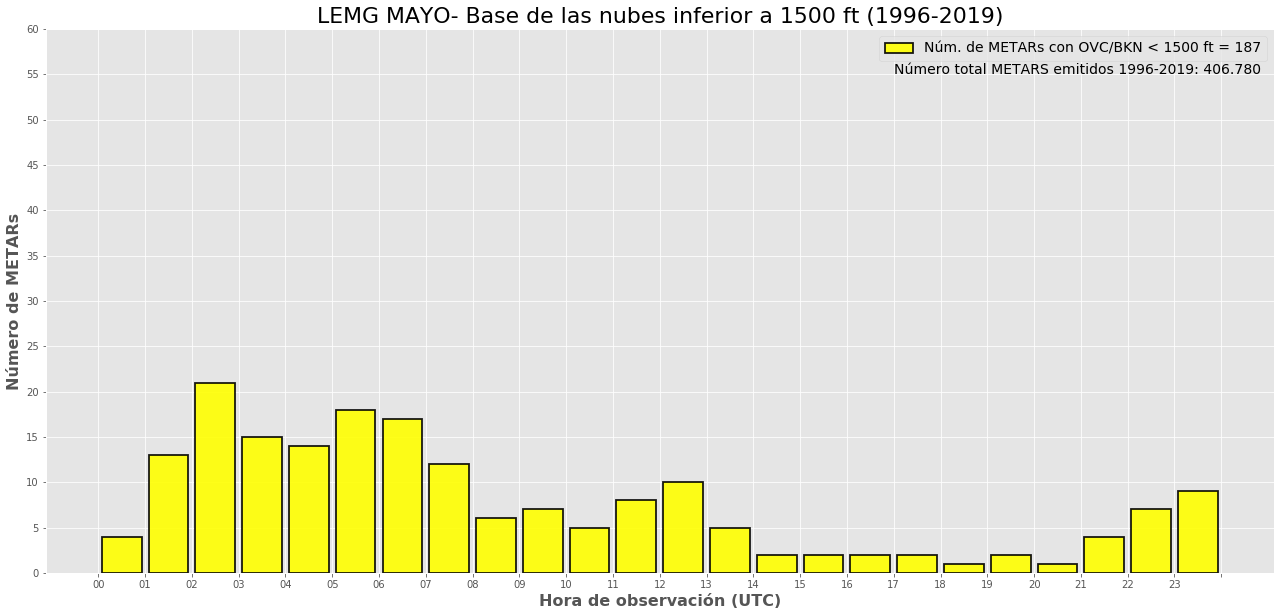 LEMG MAYO- Base de las nubes inferior a 1500 ft (1996-2019)
Núm. de METARs con OVC/BKN < 1500 ft = 187
Número total METARS emitidos 1996-2019: 406.780
60
55
50
45
40
35
30
25
20
15
10
5
0
Número de METARs
00 01 02 03 04 05 06 07 08 09 10 11 12 13 14 15 16 17 18 19 20 21 22 23
Hora de observación (UTC)